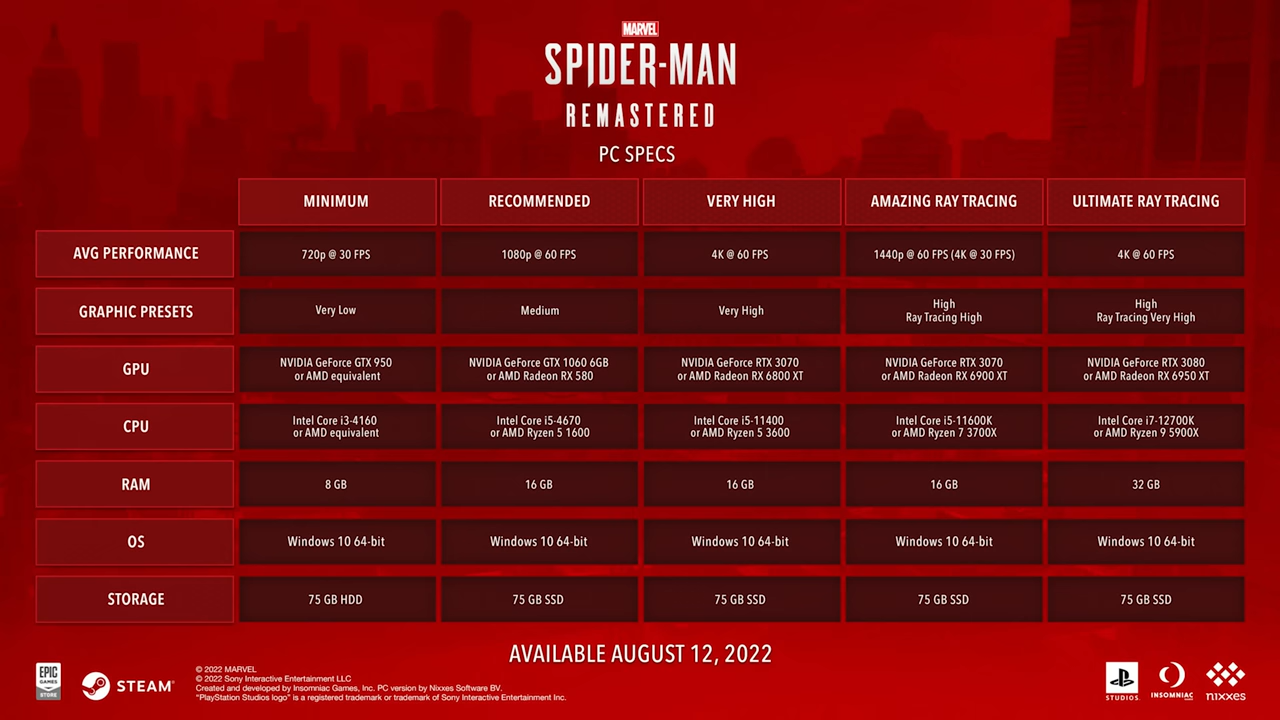 MARVEL
SPIDER-MAN
REMASTERED
PC SPECS
MINIMUM
RECOMMENDED
VERY HIGH
AMAZING RAY TRACING
ULTIMATE RAY TRACING
AVG PERFORMANCE
720p @ 30 FPS
1080p @ 60 FPS
4K @ 60 FPS
1440p @ 60 FPS (4K @ 30 FPS)
4K @ 60 FPS
GRAPHIC PRESETS
Very Low
Medium
Very High
High
Ray Tracing High
High
Ray Tracing Very High
GPU
NVIDIA GeForce GTX 950
or AMD equivalent
NVIDIA GeForce GTX 1060 6GB
or AMD Radeon RX 580
NVIDIA GeForce RTX 3070
or AMD Radeon RX 6800 XT
NVIDIA GeForce RTX 3070
or AMD Radeon RX 6900 XT
NVIDIA GeForce RTX 3080
or AMD Radeon RX 6950 XT
CPU
Intel Core i3-4160
or AMD equivalent
Intel Core i5-4670
or AMD Ryzen 5 1600
Intel Core i5-11400
or AMD Ryzen 5 3600
Intel Core i5-11600K
or AMD Ryzen 7 3700X
Intel Core i7-12700K
or AMD Ryzen 9 5900X
RAM
8 GB
16 GB
16 GB
16 GB
32 GB
OS
Windows 10 64-bit
Windows 10 64-bit
Windows 10 64-bit
Windows 10 64-bit
Windows 10 64-bit
STORAGE
75 GB HDD
75 GB SSD
75 GB SSD
75 GB SSD
75 GB SSD
AVAILABLE AUGUST 12, 2022
EPIC
GAMES
STORE
STEAM
© 2022 MARVEL
© 2022 Sony Interactive Entertainment LLC
Created and developed by Insomniac Games, Inc. PC version by Nixxes Software BV.
"PlayStation Studios logo" is a registered trademark or trademark of Sony Interactive Entertainment Inc.
STUDIOS
INSOMNIAC
nixxes